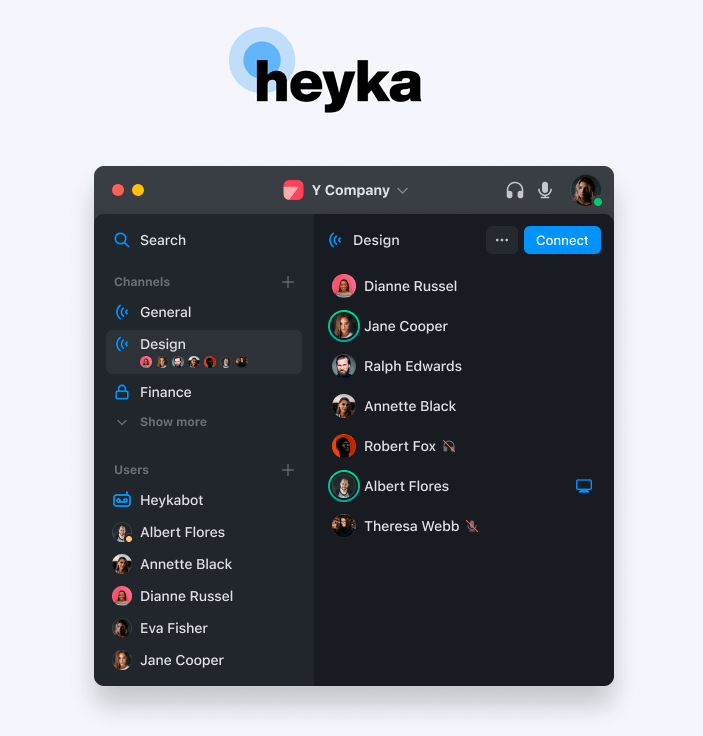 heyka
Y Company
Search
Channels
General
Design
Finance
Show more
Users
Heykabot
Albert Flores
Annette Black
Dianne Russel
Eva Fisher
Jane Cooper
Design
Connect
Dianne Russel
Jane Cooper
Ralph Edwards
Annette Black
Robert Fox
Albert Flores
Theresa Webb